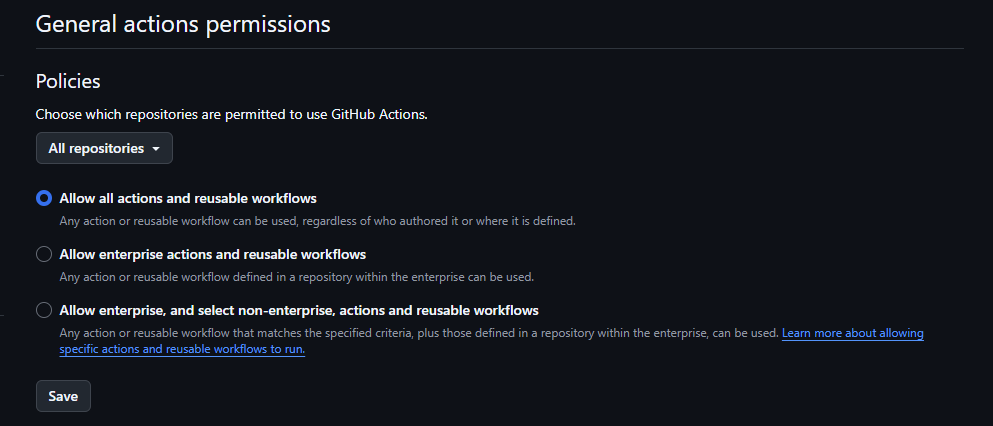 General actions permissions
Policies
Choose which repositories are permitted to use GitHub Actions.
All repositories
Allow all actions and reusable workflows
Any action or reusable workflow can be used, regardless of who authored it or where it is defined.
Allow enterprise actions and reusable workflows
Any action or reusable workflow defined in a repository within the enterprise can be used.
Allow enterprise, and select non-enterprise, actions and reusable workflows
Any action or reusable workflow that matches the specified criteria, plus those defined in a repository within the enterprise, can be used. Learn more about allowing
specific actions and reusable workflows to run.
Save